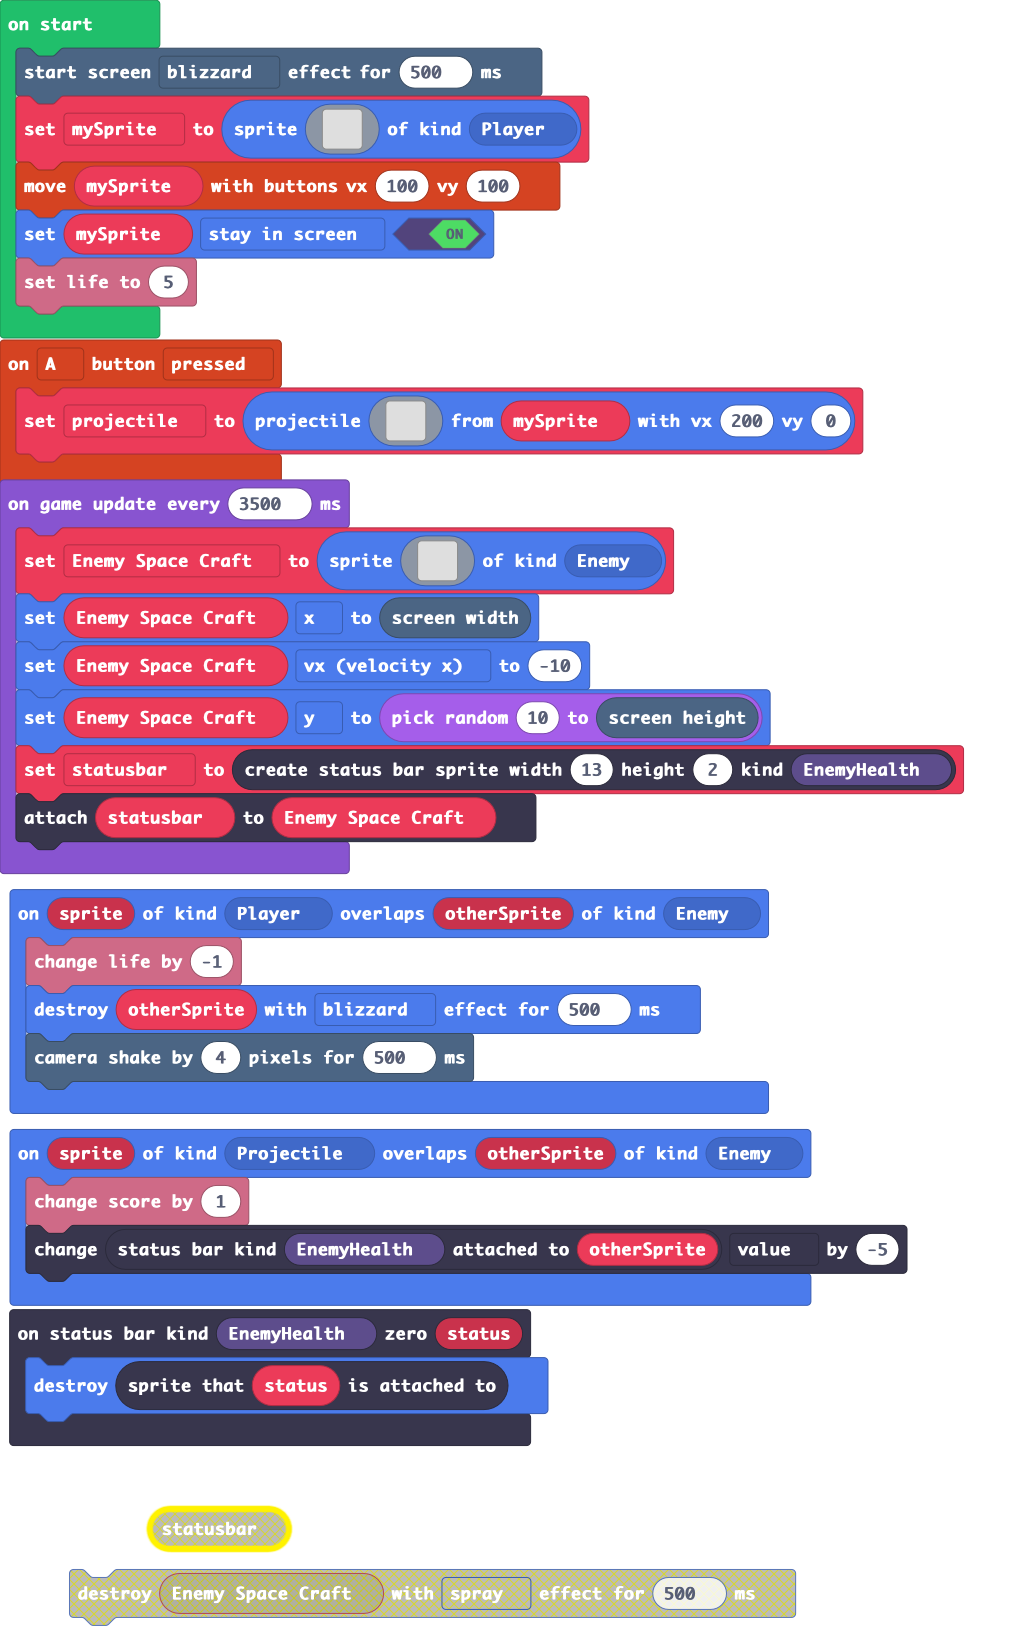 on start
start screen blizzard effect for 500 ms
set mySprite to sprite of kind Player
move mySprite with buttons vx 100 vy 100
set mySprite stay in screen ON
set life to 5
on A button pressed
set projectile to projectile from mySprite with vx 200 vy 0
on game update every 3500 ms
set Enemy Space Craft to sprite of kind Enemy
set Enemy Space Craft x to screen width
set Enemy Space Craft vx (velocity x) to -10
set Enemy Space Craft y to pick random 10 to screen height
set statusbar to create status bar sprite width 13 height 2 kind EnemyHealth
attach statusbar to Enemy Space Craft
on sprite of kind Player overlaps otherSprite of kind Enemy
change life by -1
destroy otherSprite with blizzard effect for 500 ms
camera shake by 4 pixels for 500 ms
on sprite of kind Projectile overlaps otherSprite of kind Enemy
change score by 1
change status bar kind EnemyHealth attached to otherSprite value by -5
on status bar kind EnemyHealth zero status
destroy sprite that status is attached to
statusbar
destroy Enemy Space Craft with spray effect for 500 ms